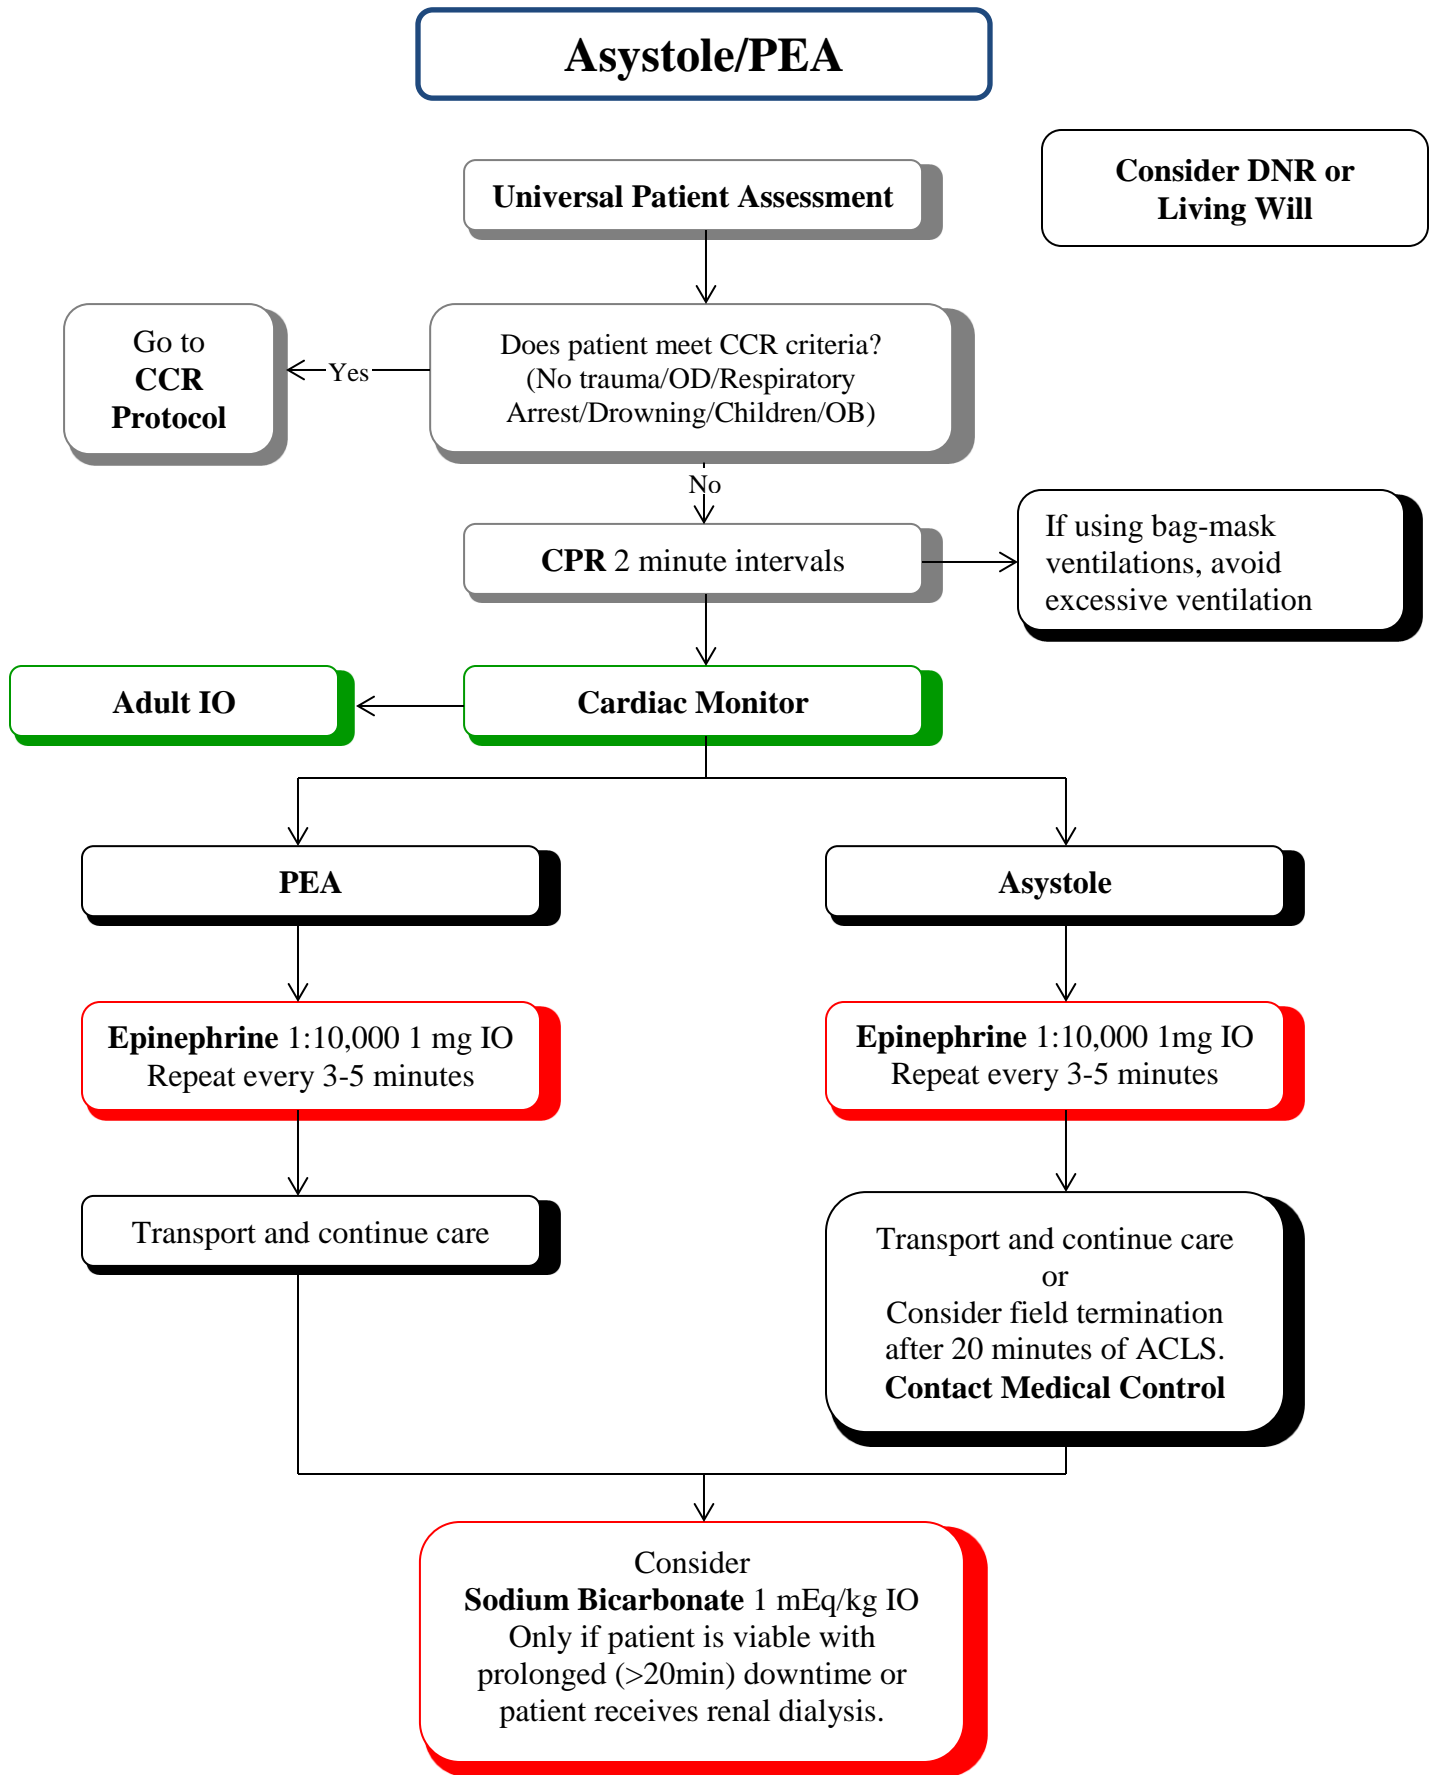 Asystole/PEA
Consider DNR or
Living Will
Universal Patient Assessment
Does patient meet CCR criteria?
(No trauma/OD/Respiratory
Arrest/Drowning/Children/OB)
Yes
Go to
CCR
Protocol
No
CPR 2 minute intervals
If using bag-mask
ventilations, avoid
excessive ventilation
Cardiac Monitor
Adult IO
PEA
Epinephrine 1:10,000 1 mg IO
Repeat every 3-5 minutes
Transport and continue care
Asystole
Epinephrine 1:10,000 1mg IO
Repeat every 3-5 minutes
Transport and continue care
or
Consider field termination
after 20 minutes of ACLS.
Contact Medical Control
Consider
Sodium Bicarbonate 1 mEq/kg IO
Only if patient is viable with
prolonged (>20min) downtime or
patient receives renal dialysis.